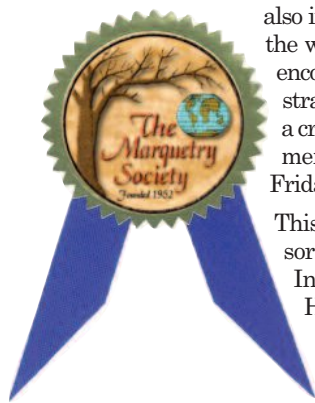 The
Marquetry
Society
Founded 1952
also i
the w
enco
stra
a cr
mer
Frida
This
sor
In
H